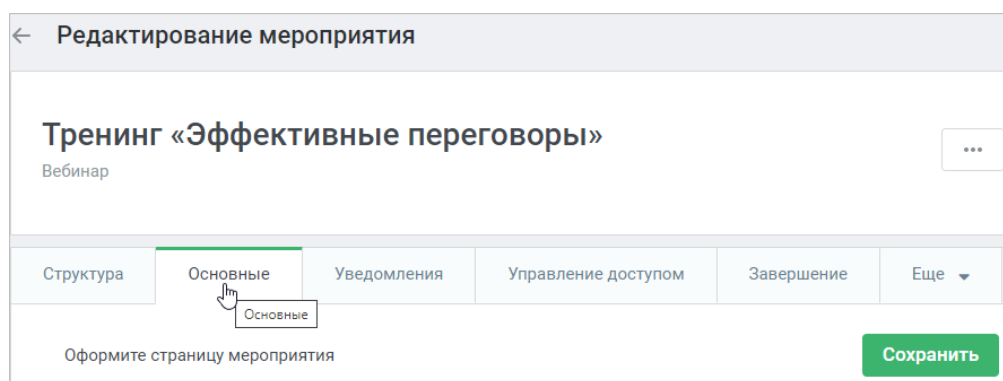 ← Редактирование мероприятия
Тренинг «Эффективные переговоры»
Вебинар
Структура Основные Уведомления Управление доступом Завершение Еще
Основные
Оформите страницу мероприятия Сохранить